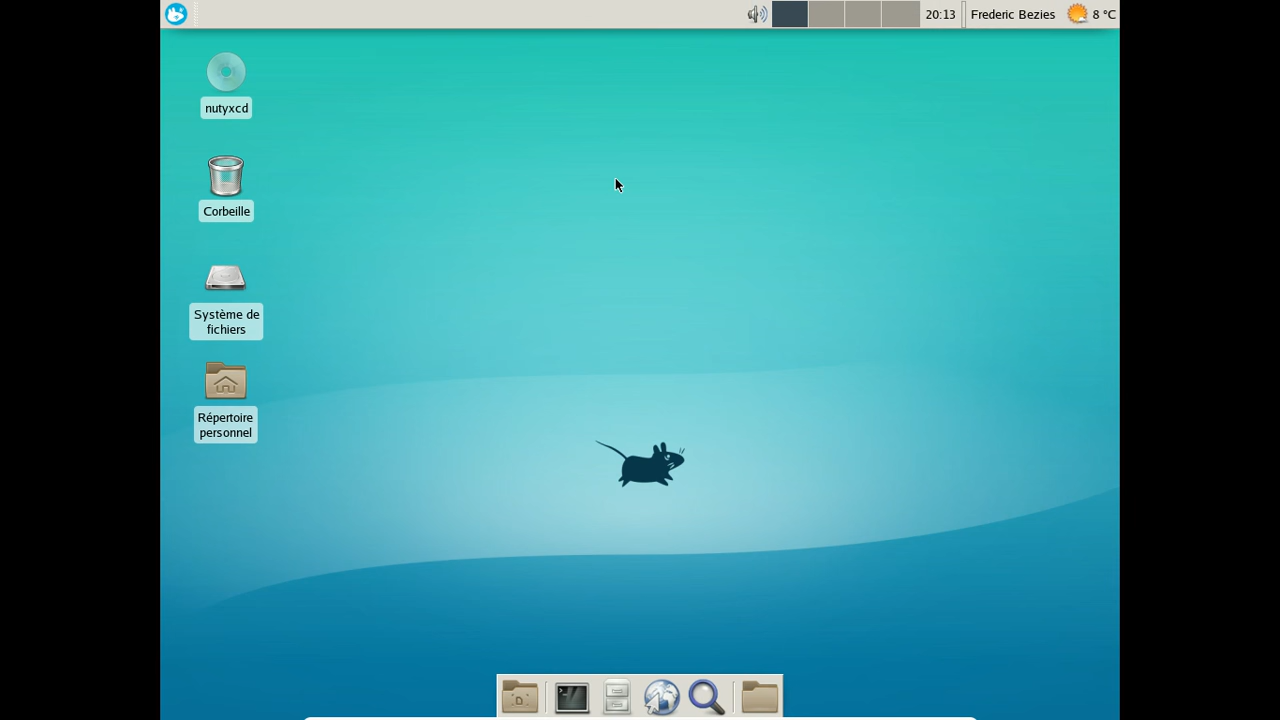 20:13
Frederic Bezies
8 °C
nutyxcd
Corbeille
Système de
fichiers
Répertoire
personnel